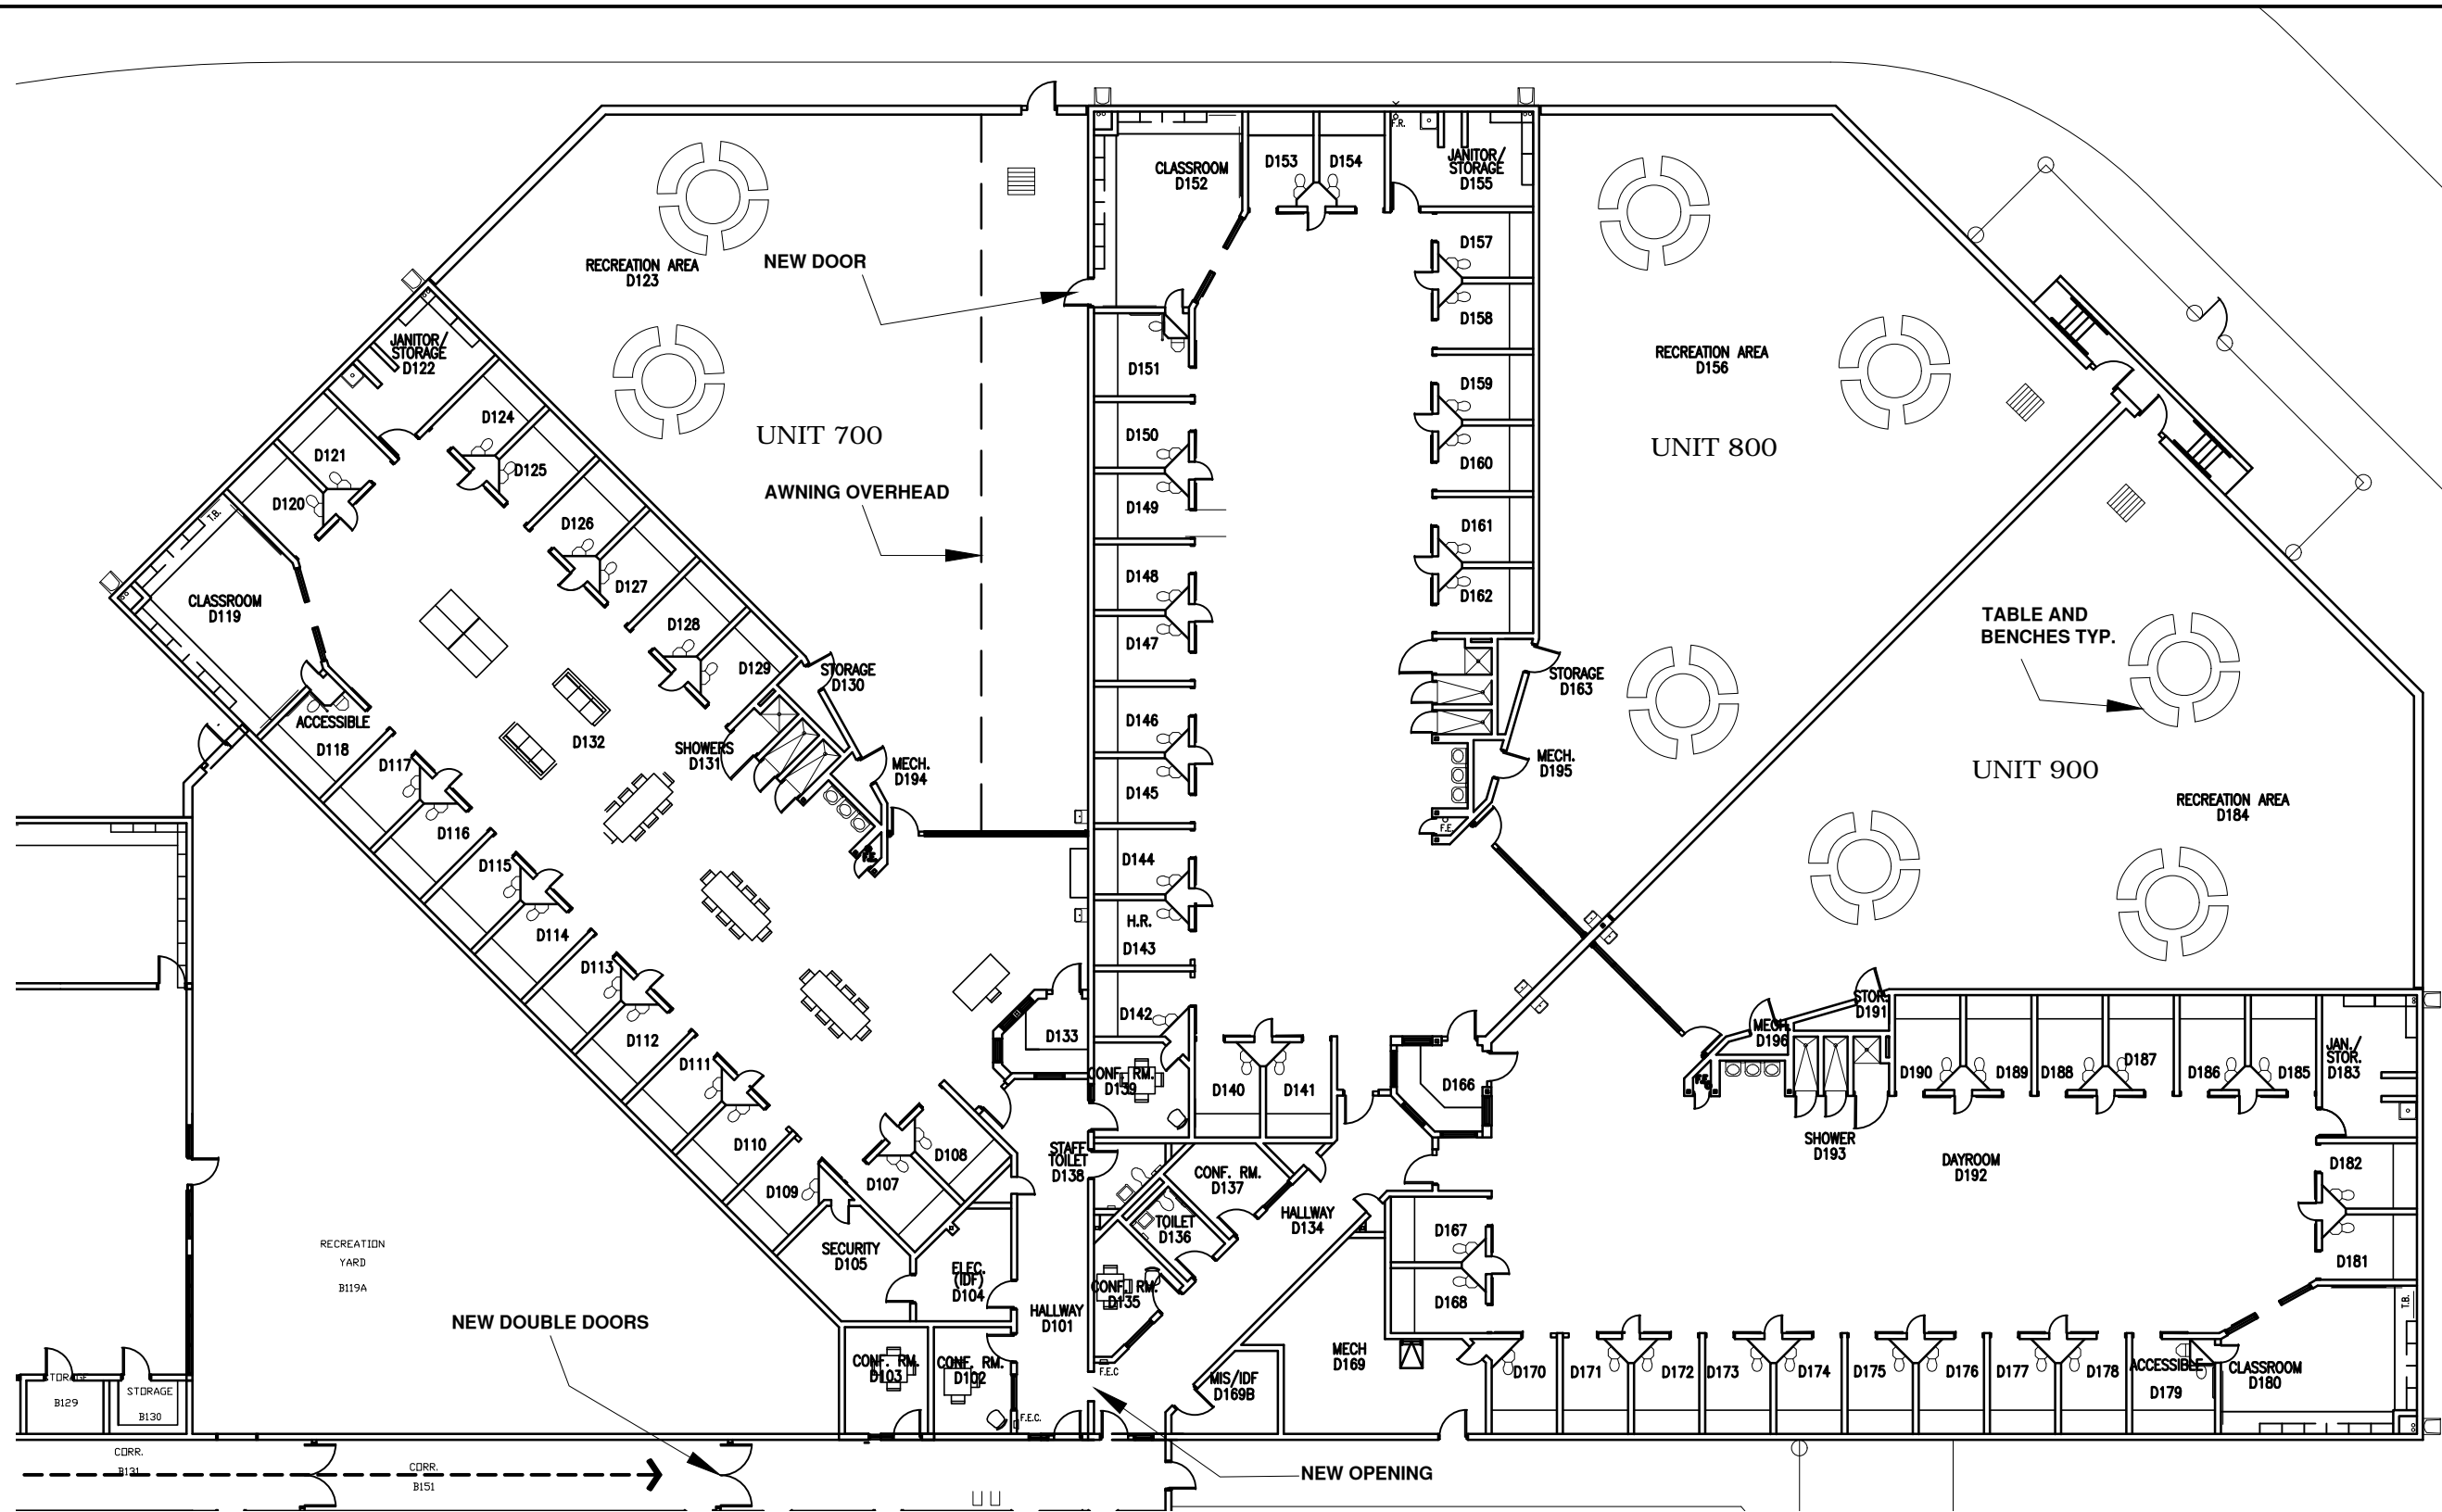 F.R.
CLASSROOM
D152
D153
D154
JANITOR/
STORAGE
D155
RECREATION AREA
D123
NEW DOOR
D157
D158
JANITOR/
STORAGE
D122
D151
RECREATION AREA
D156
D159
D124
UNIT 700
D150
UNIT 800
D121
D125
D160
AWNING OVERHEAD
D120
T.B.
D149
D126
D161
D127
D148
D162
CLASSROOM
D119
TABLE AND
BENCHES TYP.
D128
D147
D129
STORAGE
D130
STORAGE
D163
ACCESSIBLE
D118
D132
SHOWERS
D131
D146
D117
MECH.
D194
MECH.
D195
UNIT 900
D145
RECREATION AREA
D184
D116
F.E.
F.E.
D115
D144
H.R.
D143
D114
D113
STOR.
D191
D142
MECH.
D196
D133
D112
JAN./
STOR.
D183
D111
CONF. RM.
D139
D140
D141
D166
F.E.
D190
D189
D188
D187
D186
D185
D110
D108
STAFF
TOILET
D138
SHOWER
D193
DAYROOM
D192
D182
CONF. RM.
D137
D109
D107
TOILET
D136
HALLWAY
D134
D167
RECREATION
YARD
B119A
SECURITY
D105
ELEC.
(IDF)
D104
D181
CONF. RM.
D135
D168
T.B.
HALLWAY
D101
NEW DOUBLE DOORS
MECH
D169
CONF. RM.
D103
CONF. RM.
D102
F.E.C
MIS/IDF
D169B
D170
D171
D172
D173
D174
D175
D176
D177
D178
ACCESSIBLE
D179
CLASSROOM
D180
STORAGE
B129
STORAGE
B130
F.E.C.
CORR.
B131
CORR.
B151
NEW OPENING